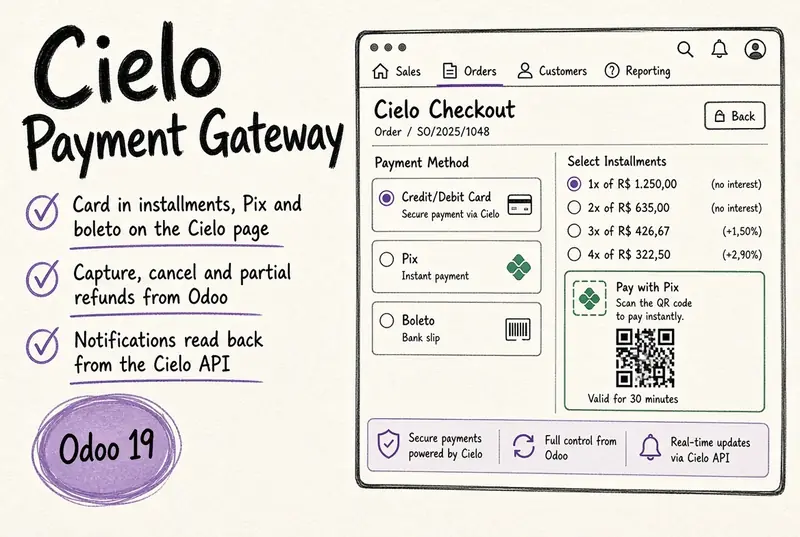 Cielo
Payment Gateway
Card in installments, Pix and
boleto on the Cielo page
Capture, cancel and partial
refunds from Odoo
Notifications read back
from the Cielo API
Odoo 19
Sales
Orders
Customers
Reporting
Cielo Checkout
Order / SO/2025/1048
Back
Payment Method
Credit/Debit Card
Secure payment via Cielo
Pix
Instant payment
Boleto
Bank slip
Select Installments
1x of R$ 1.250,00 (no interest)
2x of R$ 635,00 (no interest)
3x of R$ 426,67 (+1,50%)
4x of R$ 322,50 (+2,90%)
Pay with Pix
Scan the QR code
to pay instantly.
Valid for 30 minutes
Secure payments
powered by Cielo
Full control from
Odoo
Real-time updates
via Cielo API